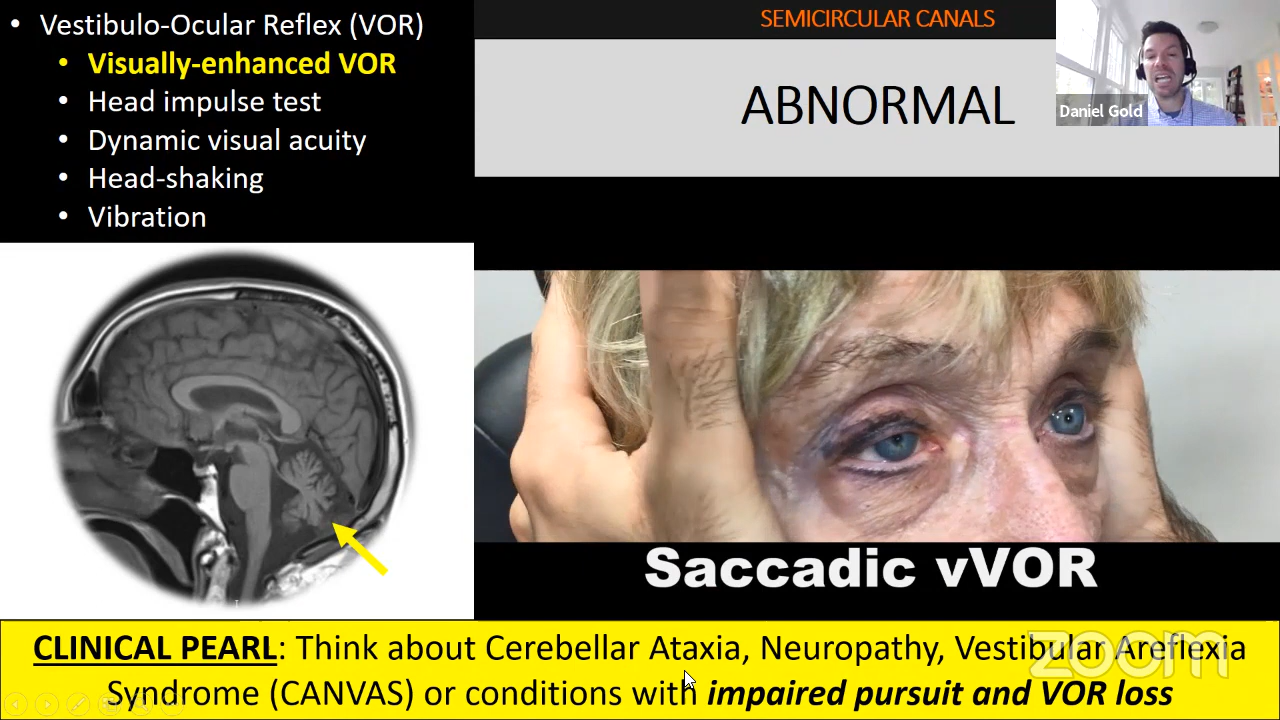 • Vestibulo-Ocular Reflex (VOR)
• Visually-enhanced VOR
• Head impulse test
• Dynamic visual acuity
• Head-shaking
• Vibration
SEMICIRCULAR CANALS
ABNORMAL
Daniel Gold
Saccadic vVOR
CLINICAL PEARL: Think about Cerebellar Ataxia, Neuropathy, Vestibular Areflexia
Syndrome (CANVAS) or conditions with impaired pursuit and VOR loss
zoom